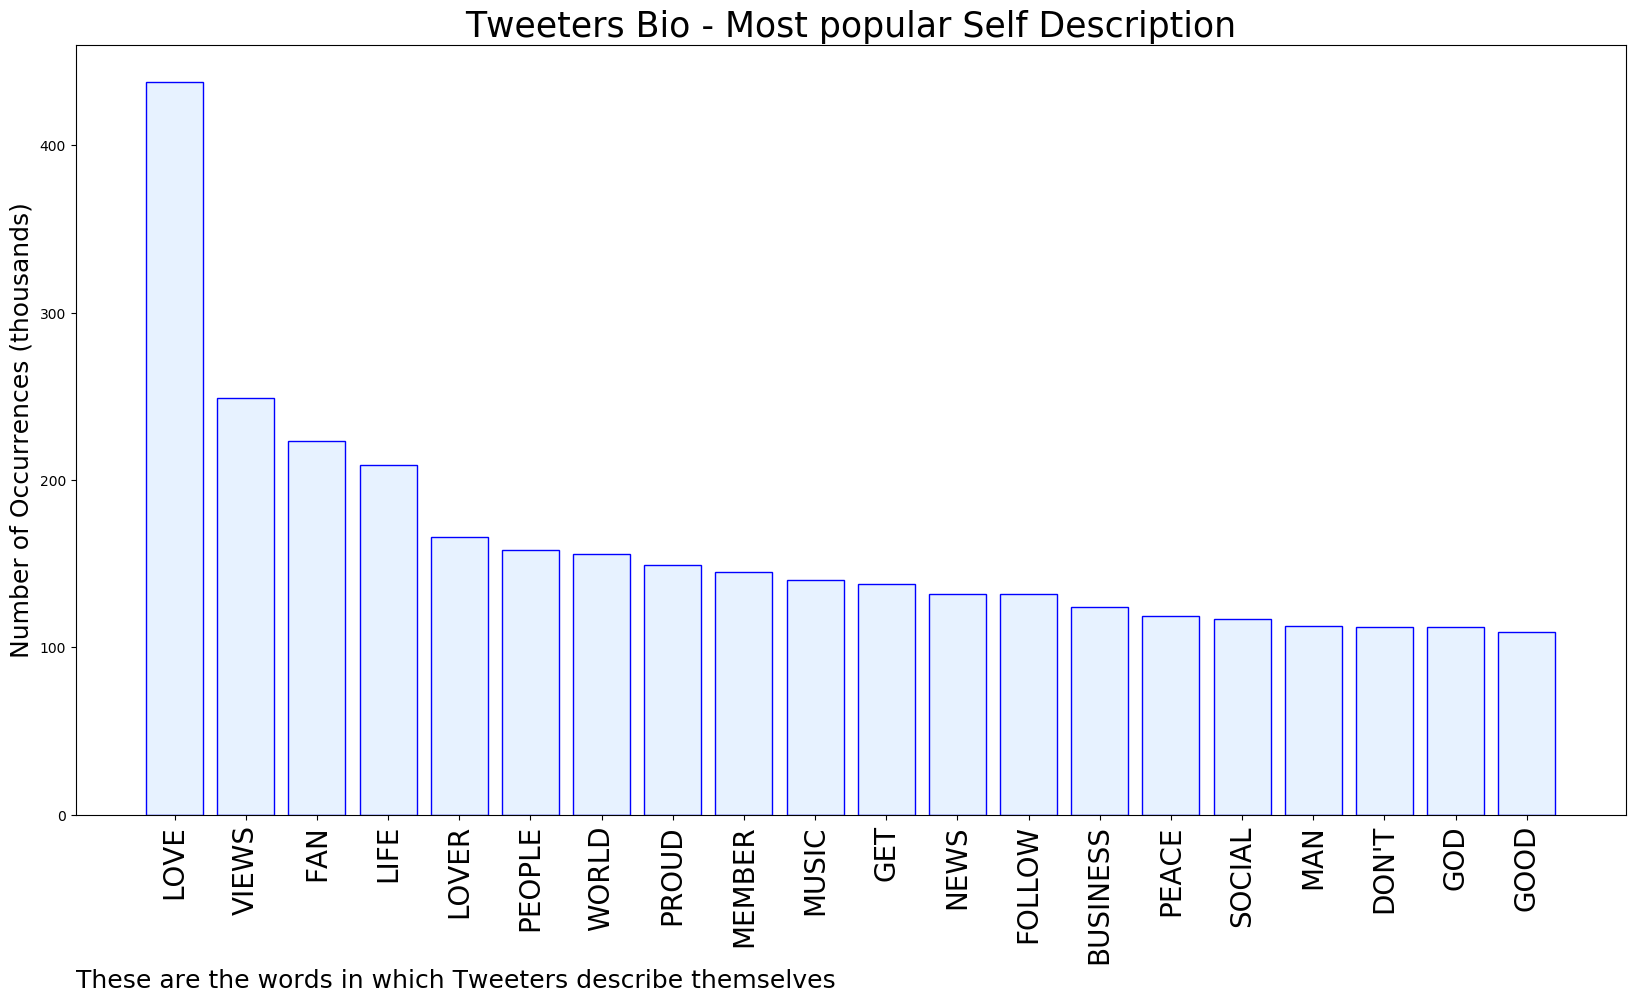 Tweeters Bio - Most popular Self Description
Number of Occurrences (thousands)
400
300
200
100
0
LOVE
VIEWS
FAN
LIFE
LOVER
PEOPLE
WORLD
PROUD
MEMBER
MUSIC
GET
NEWS
FOLLOW
BUSINESS
PEACE
SOCIAL
MAN
DON'T
GOD
GOOD
These are the words in which Tweeters describe themselves